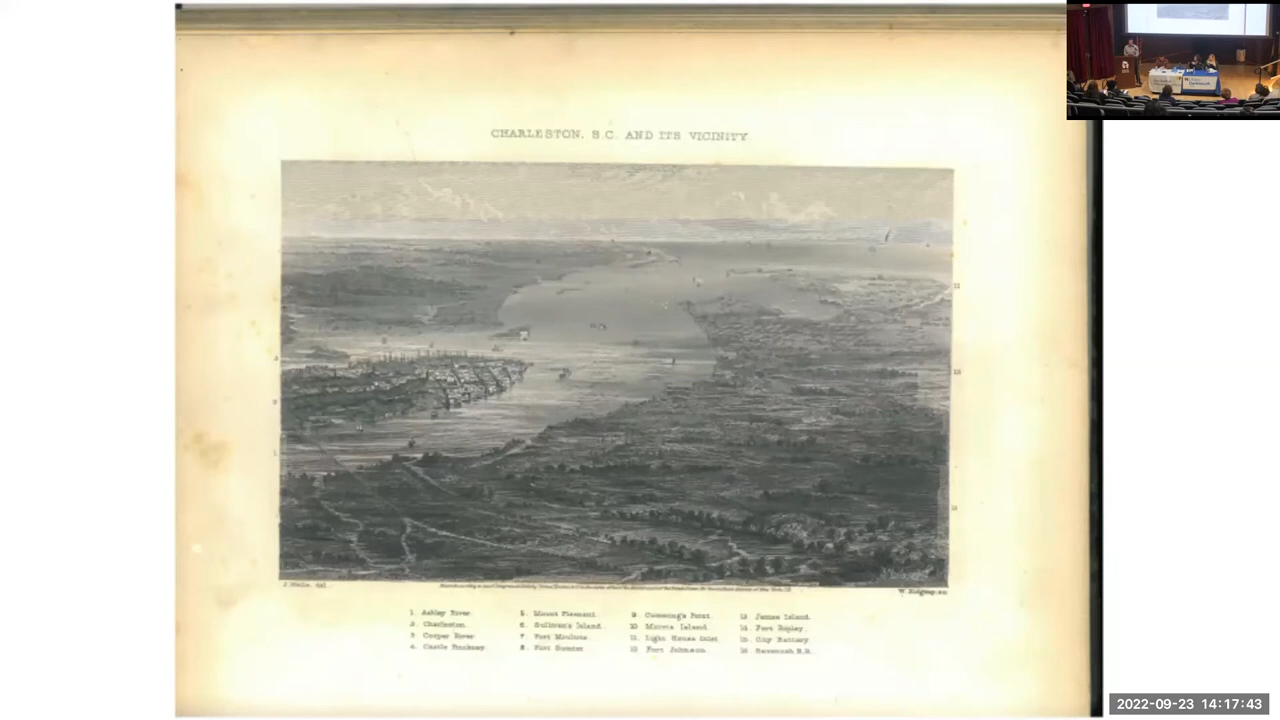 CHARLESTON, S.C. AND ITS VICINITY
1. Ashley River.
2. Charleston.
3. Cooper River
4. Castle Pinckney.
5. Mount Pleasant.
6. Sullivan's Island.
7. Fort Moultrie.
8. Fort Sumter
9. Cumming's Point.
10. Morris Island.
11. Light House Inlet
12. Fort Johnson.
13. James Island.
14. Fort Ripley.
15. City Battery.
16. Savannah R.R.
2022-09-23 14:17:43